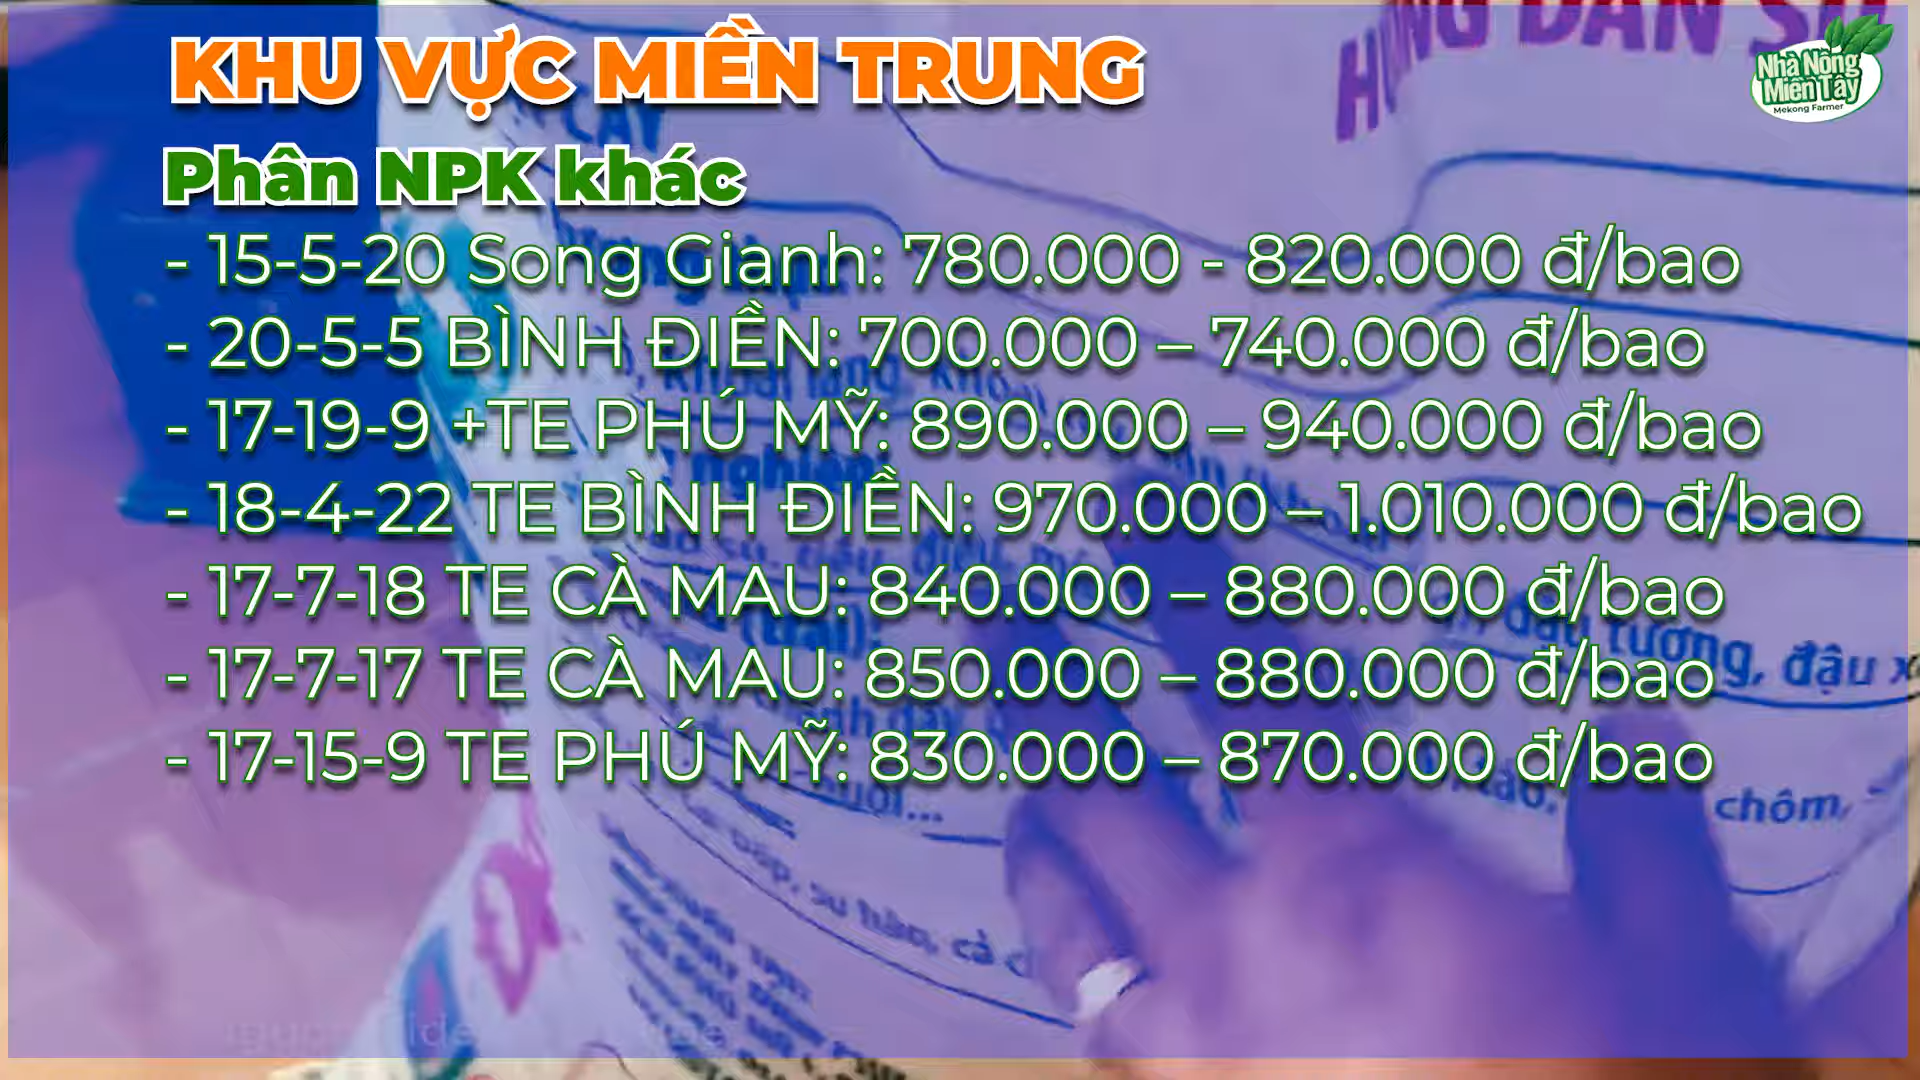 KHU VỰC MIỀN TRUNG
Nhà Nông
Miền Tây
Mekong Farmer
Phân NPK khác
- 15-5-20 Song Gianh: 780.000 - 820.000 đ/bao
- 20-5-5 BÌNH ĐIỀN: 700.000 – 740.000 đ/bao
- 17-19-9 +TE PHÚ MỸ: 890.000 – 940.000 đ/bao
- 18-4-22 TE BÌNH ĐIỀN: 970.000 – 1.010.000 đ/bao
- 17-7-18 TE CÀ MAU: 840.000 – 880.000 đ/bao
- 17-7-17 TE CÀ MAU: 850.000 – 880.000 đ/bao
- 17-15-9 TE PHÚ MỸ: 830.000 – 870.000 đ/bao
tương, đậu
chôm,